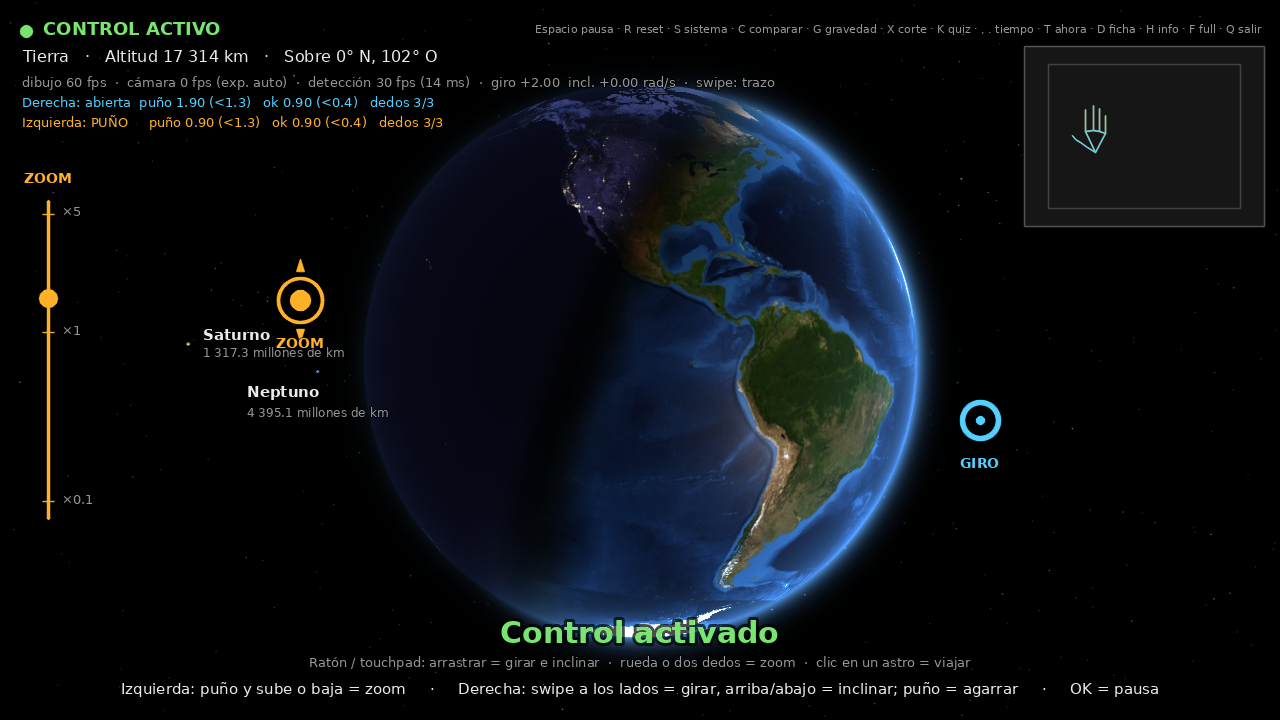 CONTROL ACTIVO
Espacio pausa · R reset · S sistema · C comparar · G gravedad · X corte · K quiz · , . tiempo · T ahora · D ficha · H info · F full · Q salir
Tierra · Altitud 17 314 km · Sobre 0° N, 102° O
dibujo 60 fps · cámara 0 fps (exp. auto) · detección 30 fps (14 ms) · giro +2.00 incl. +0.00 rad/s · swipe: trazo
Derecha: abierta puño 1.90 (<1.3) ok 0.90 (<0.4) dedos 3/3
Izquierda: PUÑO puño 0.90 (<1.3) ok 0.90 (<0.4) dedos 3/3
ZOOM
×5
×1
×0.1
ZOOM
Saturno
1 317.3 millones de km
Neptuno
4 395.1 millones de km
GIRO
Control activado
Ratón / touchpad: arrastrar = girar e inclinar · rueda o dos dedos = zoom · clic en un astro = viajar
Izquierda: puño y sube o baja = zoom · Derecha: swipe a los lados = girar, arriba/abajo = inclinar; puño = agarrar · OK = pausa